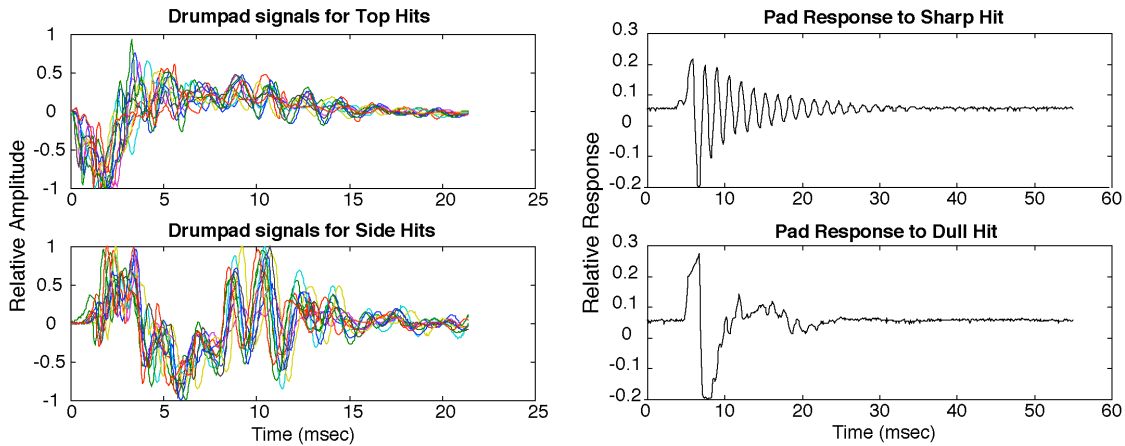 Drumpad signals for Top Hits
1
0.5
0
-0.5
-1
0 5 10 15 20 25
Drumpad signals for Side Hits
1
0.5
0
-0.5
-1
0 5 10 15 20 25
Time (msec)
Relative Amplitude
Pad Response to Sharp Hit
0.3
0.2
0.1
0
-0.1
-0.2
0 10 20 30 40 50 60
Pad Response to Dull Hit
0.3
0.2
0.1
0
-0.1
-0.2
0 10 20 30 40 50 60
Time (msec)
Relative Response